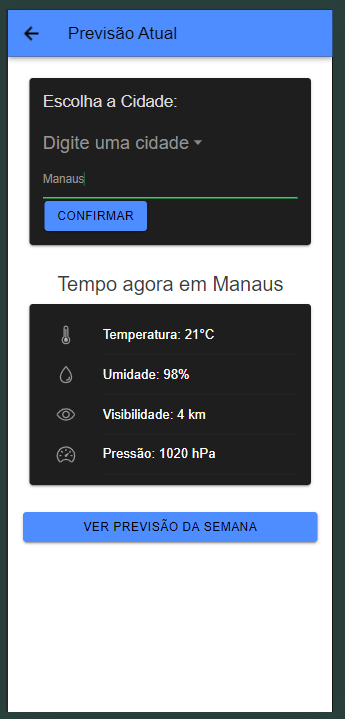 Previsão Atual
Escolha a Cidade:
Digite uma cidade
Manaus
CONFIRMAR
Tempo agora em Manaus
Temperatura: 21°C
Umidade: 98%
Visibilidade: 4 km
Pressão: 1020 hPa
VER PREVISÃO DA SEMANA